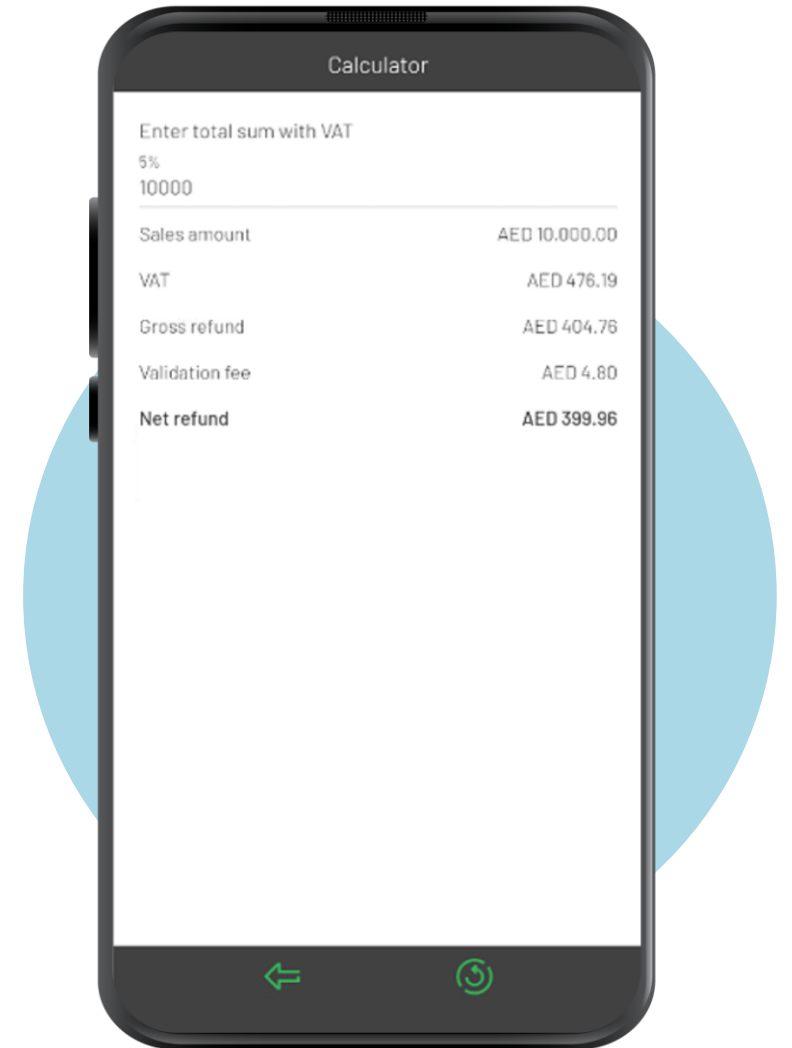 Calculator
Enter total sum with VAT
5%
10000
Sales amount AED 10.000.00
VAT AED 476.19
Gross refund AED 404.76
Validation fee AED 4.80
Net refund AED 399.96